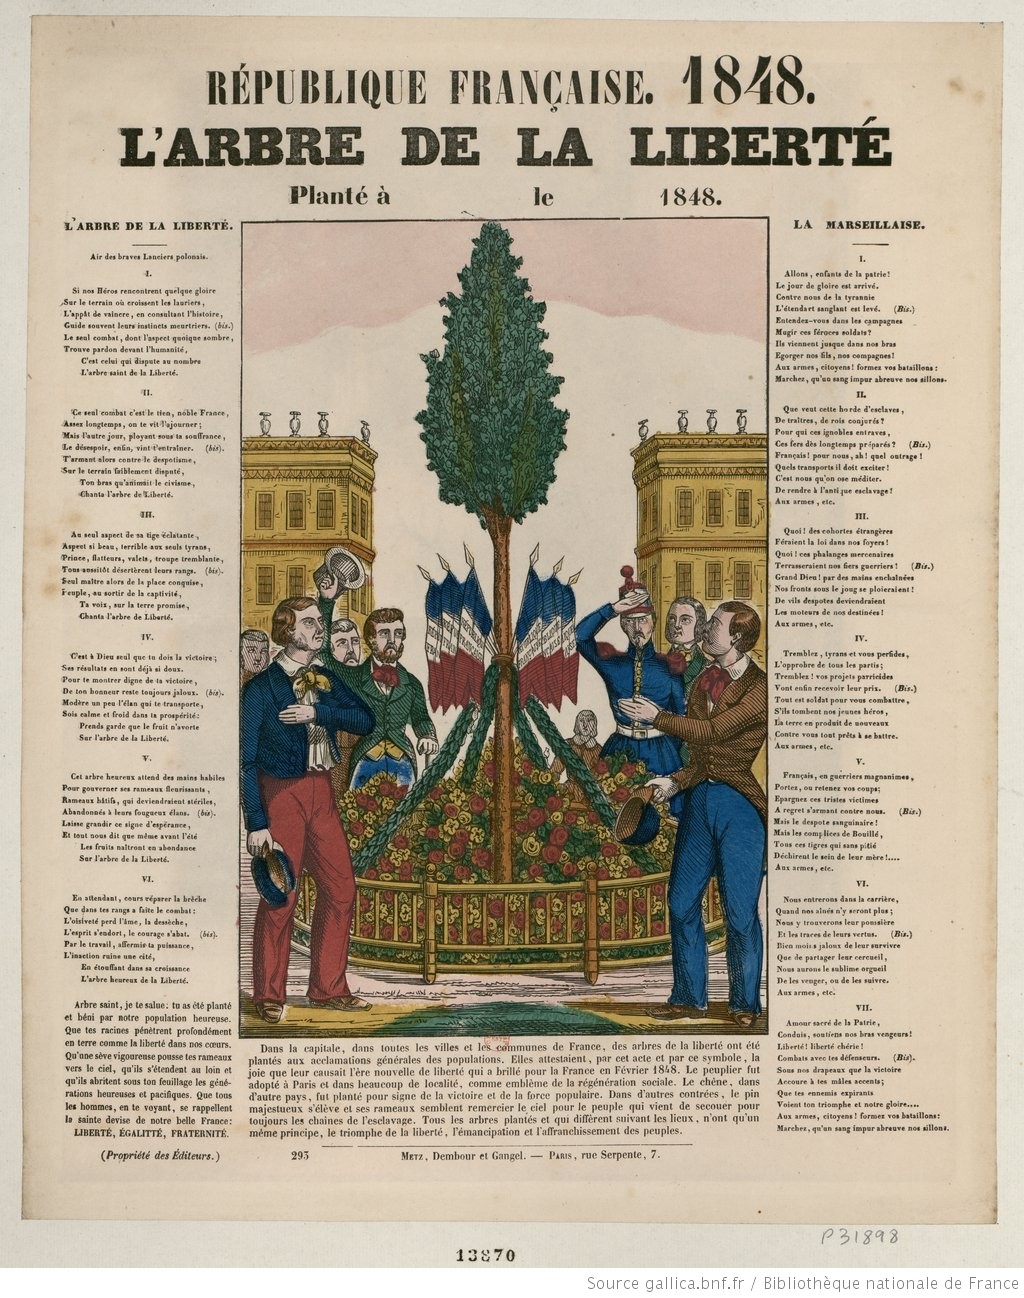 RÉPUBLIQUE FRANÇAISE. 1848.
L'ARBRE DE LA LIBERTÉ
Planté à le 1848.
L'ARBRE DE LA LIBERTÉ.
Air des braves Lanciers polonais.
I.
Si nos Héros rencontrent quelque gloire
Sur le terrain où croissent les lauriers,
L'appât de vaincre, en consultant l'histoire,
Guide souvent leurs instincts meurtriers. (bis.)
Le seul combat, dont l'aspect quoique sombre,
Trouve pardon devant l'humanité,
C'est celui qui dispute au nombre
L'arbre saint de la Liberté.
II.
Ce seul combat c'est le tien, noble France,
Assez longtemps, on te vit l'ajourner;
Mais l'autre jour, ployant sous ta souffrance,
Le désespoir, enfin, vint t'entraîner. (bis).
T'armant alors contre le despotisme,
Sur le terrain faiblement disputé,
Ton bras qu'animait le civisme,
Chanta l'arbre de Liberté.
III.
Au seul aspect de sa tige éclatante,
Aspect si beau, terrible aux seuls tyrans,
Prince, flatteurs, valets, troupe tremblante,
Tous aussitôt désertèrent leurs rangs. (bis).
Seul maître alors de la place conquise,
Peuple, au sortir de la captivité,
Ta voix, sur la terre promise,
Chanta l'arbre de Liberté.
IV.
C'est à Dieu seul que tu dois la victoire;
Ses résultats en sont déjà si doux.
Pour te montrer digne de ta victoire,
De ton honneur reste toujours jaloux. (bis).
Modère un peu l'élan qui te transporte,
Sois calme et froid dans ta prospérité:
Prends garde que le fruit n'avorte
Sur l'arbre de la Liberté.
V.
Cet arbre heureux attend des mains habiles
Pour gouverner ses rameaux fleurissants,
Rameaux hâtifs, qui deviendraient stériles,
Abandonnés à leurs fougueux élans. (bis).
Laisse grandir ce signe d'espérance,
Et tout nous dit que même avant l'été
Les fruits naîtront en abondance
Sur l'arbre de la Liberté.
VI.
En attendant, cours réparer la brèche
Que dans tes rangs a faite le combat:
L'oisiveté perd l'âme, la dessèche,
L'esprit s'endort, le courage s'abat. (bis).
Par le travail, affermis ta puissance,
L'inaction ruine une cité,
En étouffant dans sa croissance
L'arbre heureux de la Liberté.
Arbre saint, je te salue: tu as été planté
et béni par notre population heureuse.
Que tes racines pénètrent profondément
en terre comme la liberté dans nos cœurs.
Qu'une sève vigoureuse pousse tes rameaux
vers le ciel, qu'ils s'étendent au loin et
qu'ils abritent sous ton feuillage les géné-
rations heureuses et pacifiques. Que tous
les hommes, en te voyant, se rappellent
la sainte devise de notre belle France:
LIBERTÉ, ÉGALITTÉ, FRATERNITÉ.
LA MARSEILLAISE.
I.
Allons, enfants de la patrie!
Le jour de gloire est arrivé.
Contre nous de la tyrannie
L'étendart sanglant est levé. (Bis.)
Entendez-vous dans les campagnes
Mugir ces féroces soldats?
Ils viennent jusque dans nos bras
Egorger nos fils, nos compagnes!
Aux armes, citoyens! formez vos bataillons:
Marchez, qu'un sang impur abreuve nos sillons.
II.
Que veut cette horde d'esclaves,
De traîtres, de rois conjurés?
Pour qui ces ignobles entraves,
Ces fers dès longtemps préparés? (Bis.)
Français! pour nous, ah! quel outrage!
Quels transports il doit exciter!
C'est nous qu'on ose méditer.
De rendre à l'antique esclavage!
Aux armes, etc.
III.
Quoi! des cohortes étrangères
Féraient la loi dans nos foyers!
Quoi! ces phalanges mercenaires
Terrasseraient nos fiers guerriers! (Bis.)
Grand Dieu! par des mains enchaînées
Nos fronts sous le joug se ploieraient!
De vils despotes deviendraient
Les moteurs de nos destinées!
Aux armes, etc.
IV.
Tremblez, tyrans et vous perfides,
L'opprobre de tous les partis;
Tremblez! vos projets parricides
Vont enfin recevoir leur prix. (Bis.)
Tout est soldat pour vous combattre,
S'ils tombent nos jeunes héros,
La terre en produit de nouveaux
Contre vous tout prêts à se battre.
Aux armes, etc.
V.
Français, en guerriers magnanimes,
Portez, ou retenez vos coups;
Epargnez ces tristes victimes
A regret s'armant contre nous. (Bis.)
Mais le despote sanguinaire!
Mais les complices de Bouillé,
Tous ces tigres qui sans pitié
Déchirent le sein de leur mère!....
Aux armes, etc.
VI.
Nous entrerons dans la carrière,
Quand nos aînés n'y seront plus;
Nous y trouverons leur poussière
Et les traces de leurs vertus. (Bis.)
Bien moins jaloux de leur survivre
Que de partager leur cercueil,
Nous aurons le sublime orgueil
De les venger, ou de les suivre.
Aux armes, etc.
VII.
Amour sacré de la Patrie,
Conduis, soutiens nos bras vengeurs!
Liberté! liberté chérie!
Combats avec tes défenseurs. (Bis).
Sous nos drapeaux que la victoire
Accoure à tes mâles accents;
Que tes ennemis expirants
Voient ton triomphe et notre gloire....
Aux armes, citoyens! formez vos bataillons:
Marchez, qu'un sang impur abreuve nos sillons.
Dans la capitale, dans toutes les villes et les communes de France, des arbres de la liberté ont été
plantés aux acclamations générales des populations. Elles attestaient, par cet acte et par ce symbole, la
joie que leur causait l'ère nouvelle de liberté qui a brillé pour la France en Février 1848. Le peuplier fut
adopté à Paris et dans beaucoup de localité, comme emblème de la régénération sociale. Le chêne, dans
d'autre pays, fut planté pour signe de la victoire et de la force populaire. Dans d'autres contrées, le pin
majestueux s'élève et ses rameaux semblent remercier le ciel pour le peuple qui vient de secouer pour
toujours les chaines de l'esclavage. Tous les arbres plantés et qui diffèrent suivant les lieux, n'ont qu'un
même principe, le triomphe de la liberté, l'émancipation et l'affranchissement des peuples.
(Propriété des Éditeurs.) 293 METZ, Dembour et Gangel. — PARIS, rue Serpente, 7.
P31898
13870
Source gallica.bnf.fr / Bibliothèque nationale de France